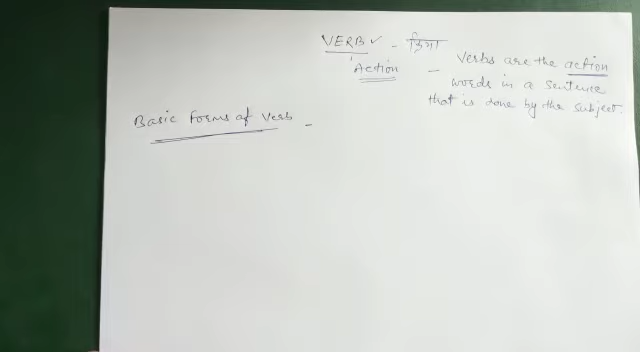 VERB ✓ - क्रिया
Action
- Verbs are the action
words in a sentence
that is done by the subject.
Basic Forms of Verb -